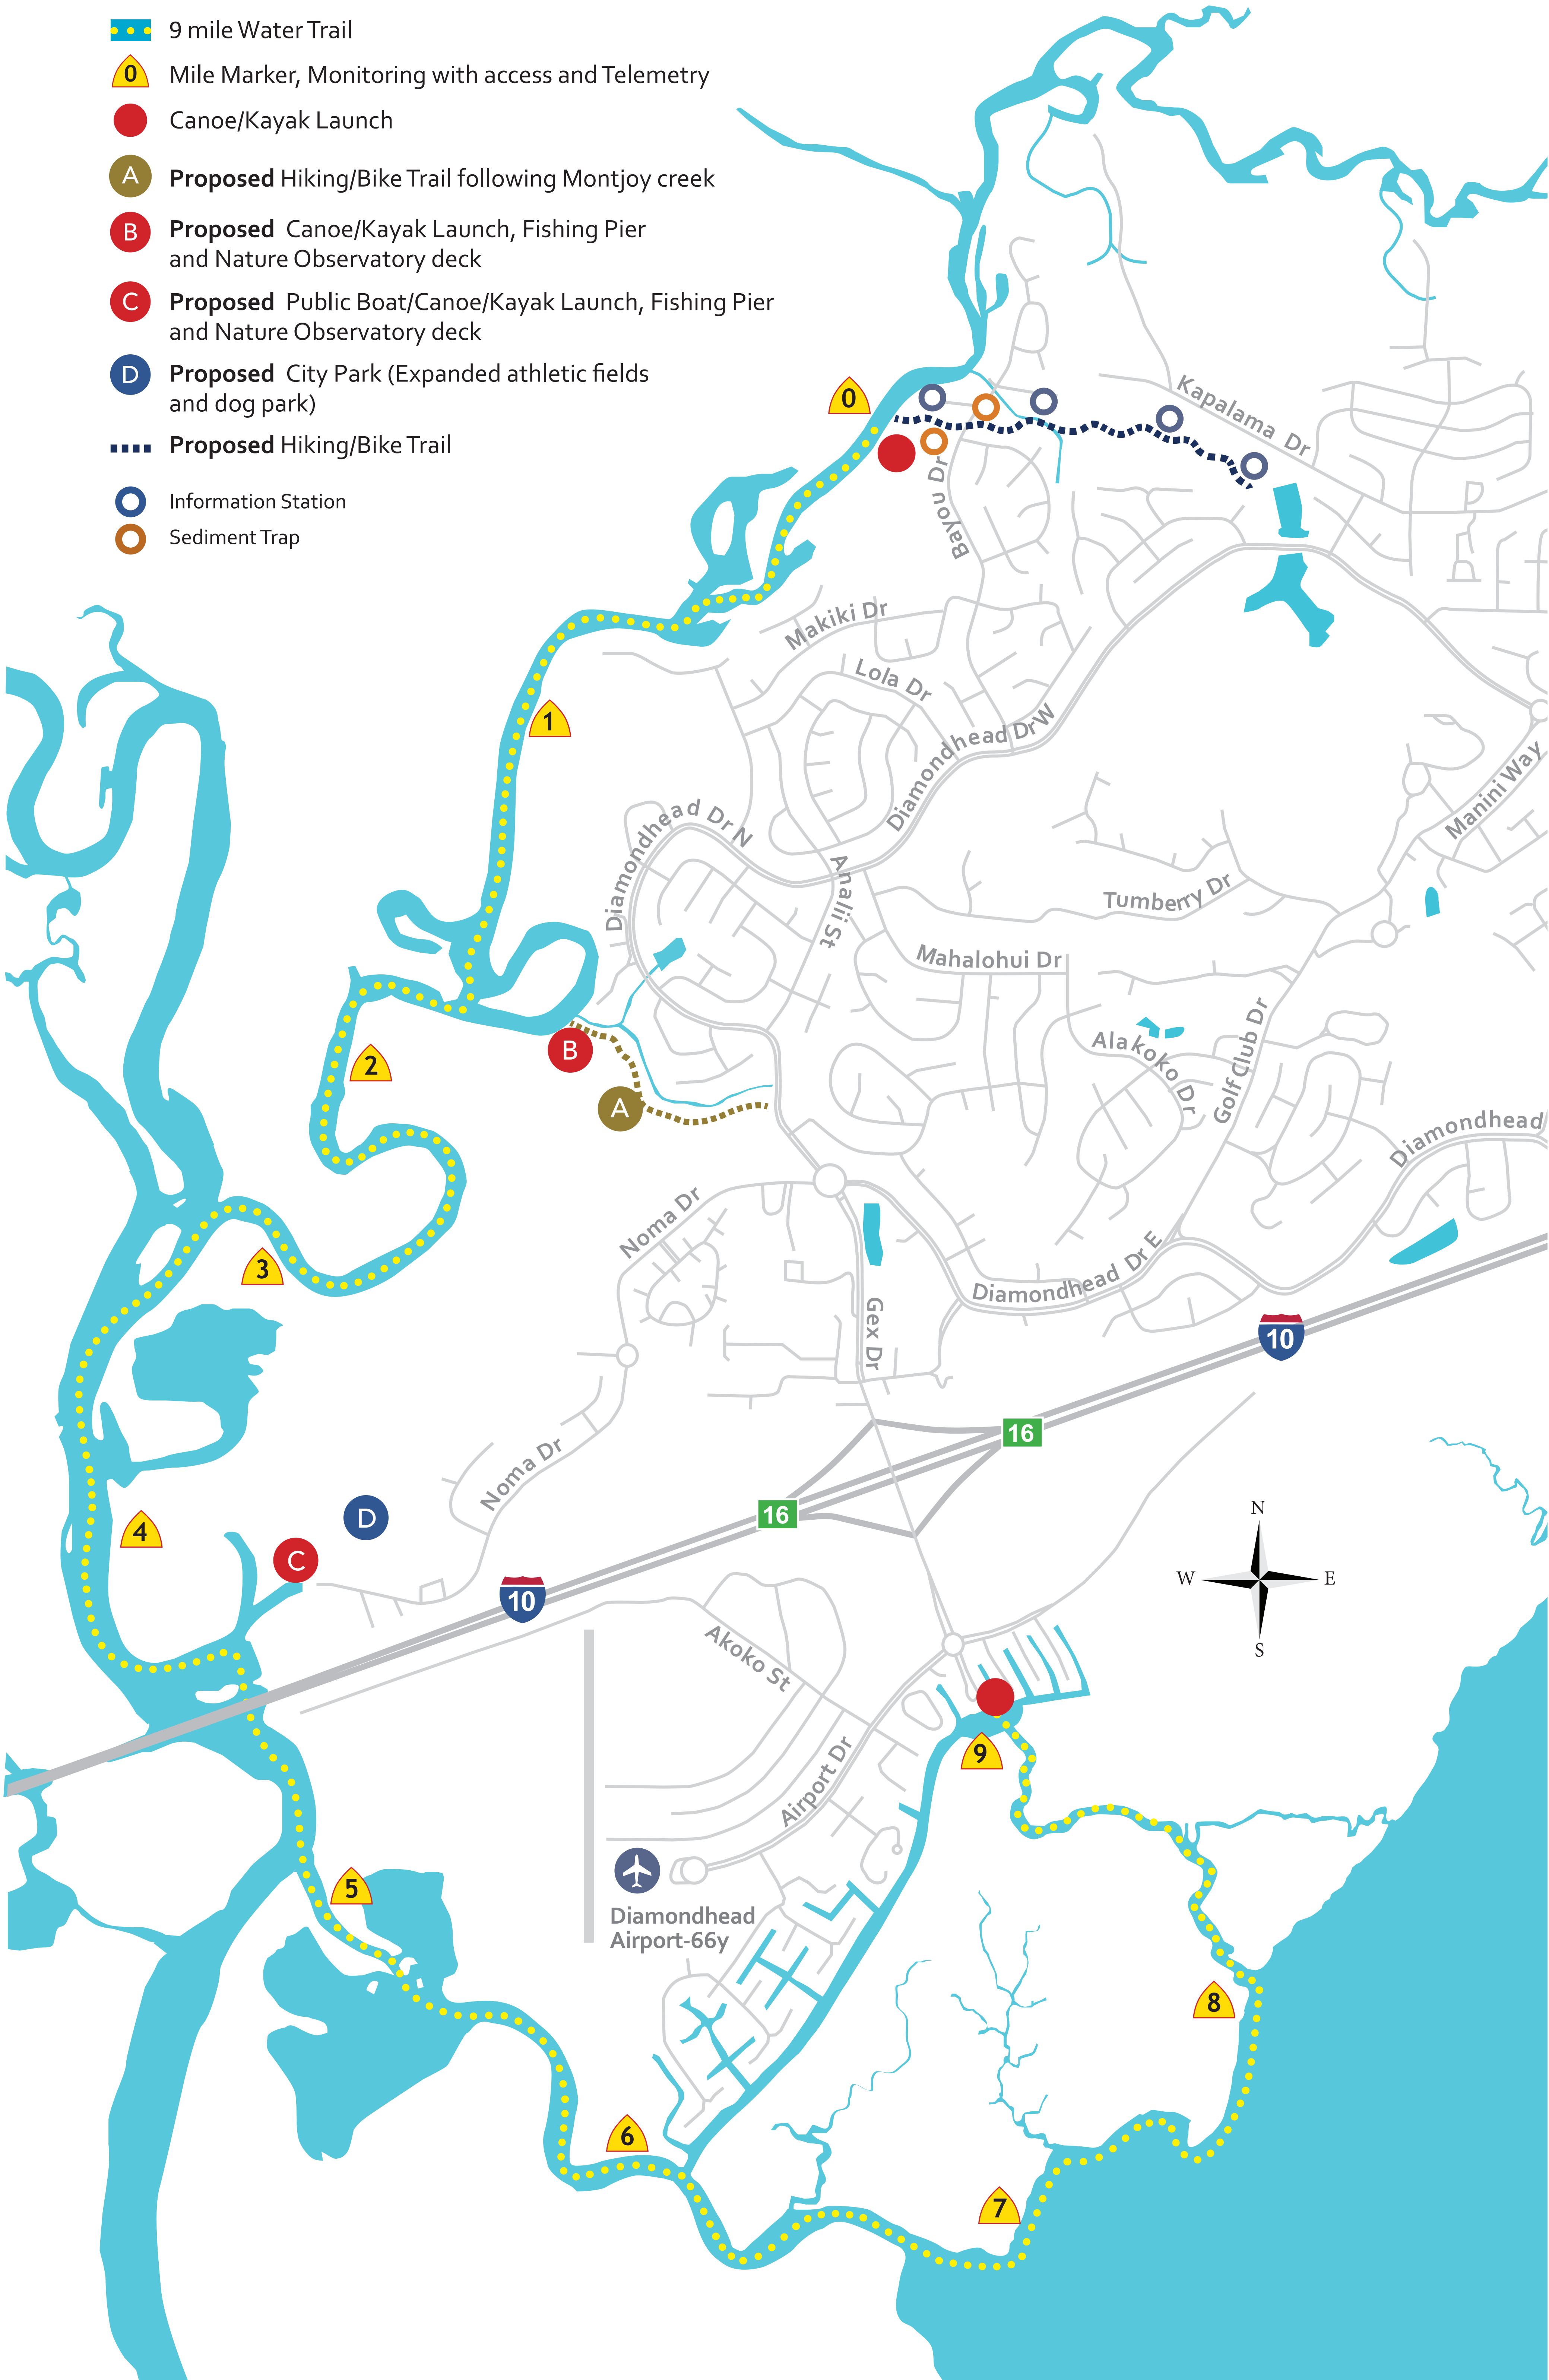 9 mile Water Trail
0
Mile Marker, Monitoring with access and Telemetry
Canoe/Kayak Launch
A
Proposed Hiking/Bike Trail following Montjoy creek
B
Proposed Canoe/Kayak Launch, Fishing Pier
and Nature Observatory deck
C
Proposed Public Boat/Canoe/Kayak Launch, Fishing Pier
and Nature Observatory deck
D
Proposed City Park (Expanded athletic fields
and dog park)
Proposed Hiking/Bike Trail
Information Station
Sediment Trap
0
Kapalama Dr
Bayou Dr
Makiki Dr
Lola Dr
1
Diamondhead Dr W
Manini Way
Diamondhead Dr N
Analii St
Tumberry Dr
Mahalohui Dr
Golf Club Dr
Alakoko Dr
B
2
A
Diamondhead
Noma Dr
3
Diamondhead Dr E
Gex Dr
10
16
Noma Dr
16
D
4
C
10
N
W
E
S
Akoko St
9
Airport Dr
5
Diamondhead
Airport-66y
8
6
7